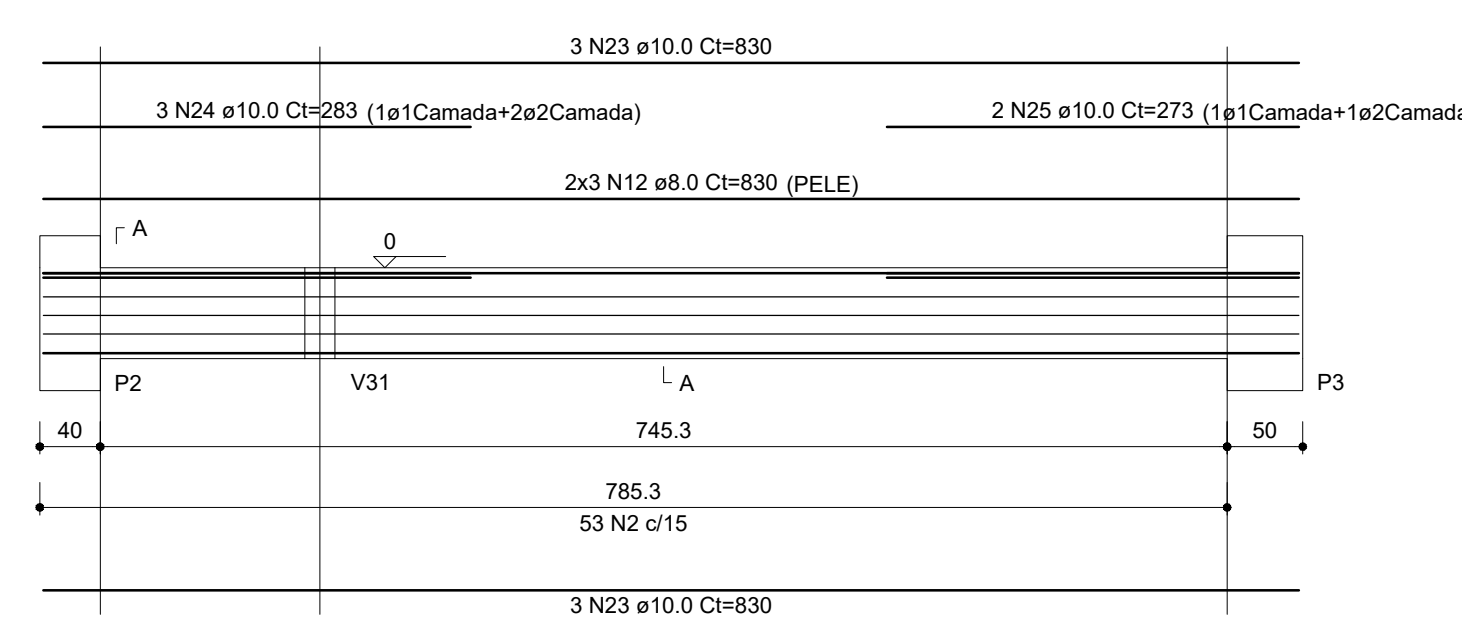 3 N23 ø10.0 Ct=830
3 N24 ø10.0 Ct=283 (1ø1Camada+2ø2Camada)
2 N25 ø10.0 Ct=273 (1ø1Camada+1ø2Camada
2x3 N12 ø8.0 Ct=830 (PELE)
A
0
P2
V31
A
P3
40
745.3
50
785.3
53 N2 c/15
3 N23 ø10.0 Ct=830